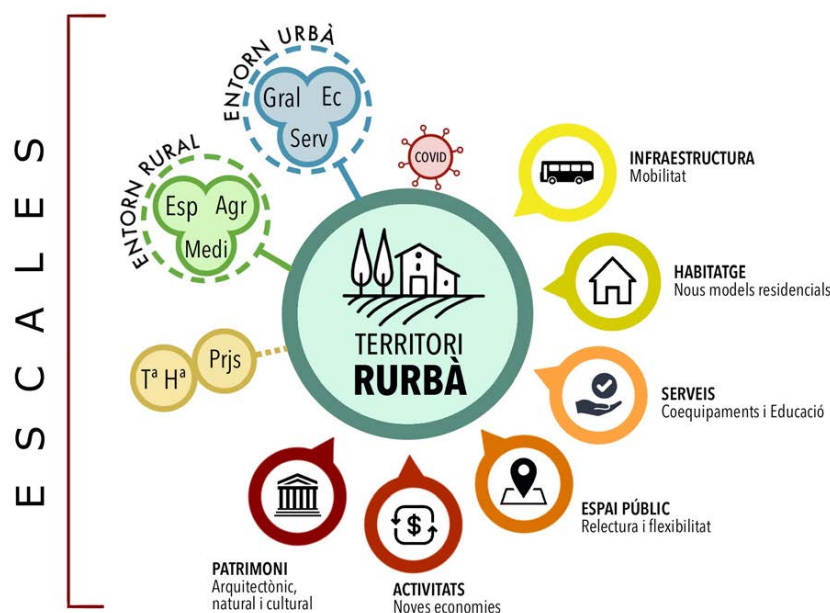 ESCALES
ENTORN URBÀ
Gral Ec
Serv
ENTORN RURAL
Esp Agr
Medi
COVID
Tª Hª Prjs
TERRITORI
RURBÀ
INFRAESTRUCTURA
Mobilitat
HABITATGE
Nous models residencials
SERVEIS
Coequipaments i Educació
ESPAI PÚBLIC
Relectura i flexibilitat
ACTIVITATS
Noves economies
PATRIMONI
Arquitectònic,
natural i cultural
$